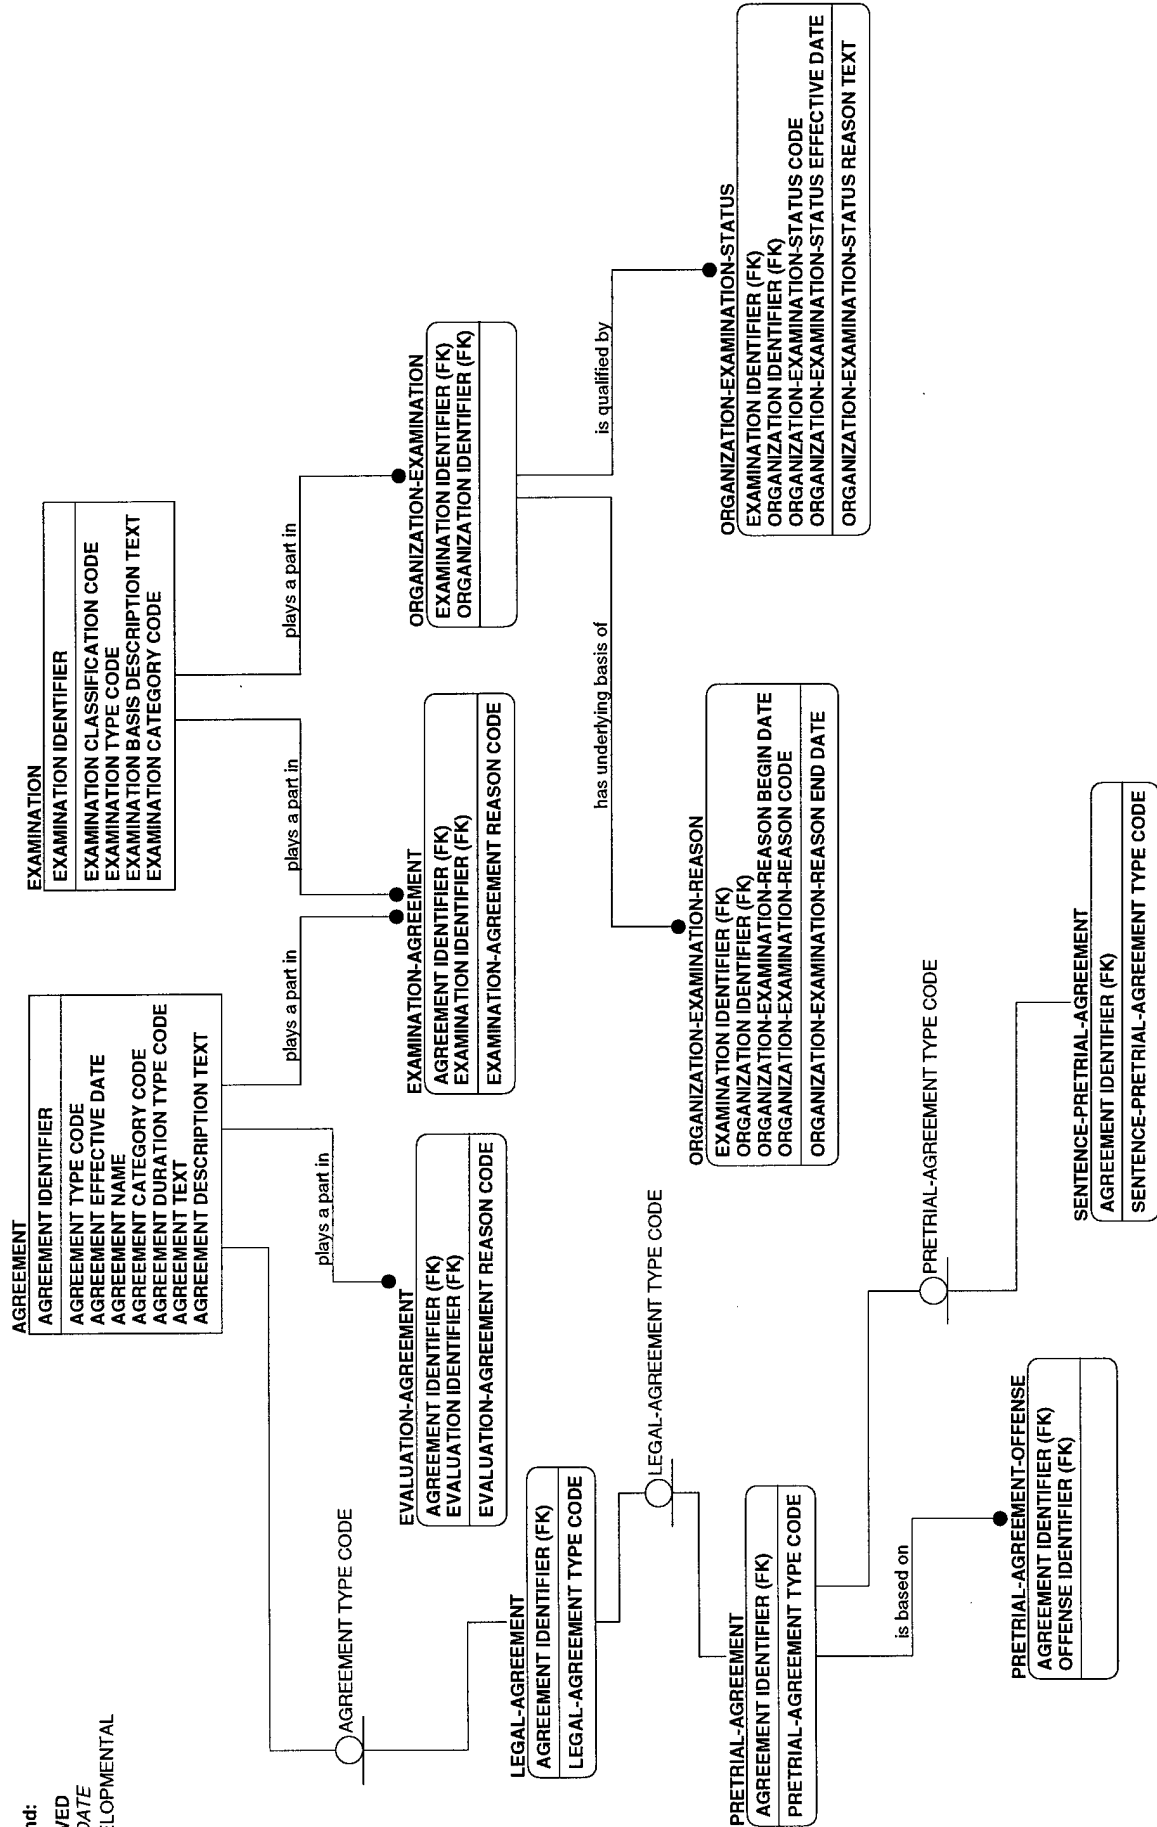 nd:
VED
DATE
ELOPMENTAL
AGREEMENT
AGREEMENT IDENTIFIER
AGREEMENT TYPE CODE
AGREEMENT EFFECTIVE DATE
AGREEMENT NAME
AGREEMENT CATEGORY CODE
AGREEMENT DURATION TYPE CODE
AGREEMENT TEXT
AGREEMENT DESCRIPTION TEXT
EXAMINATION
EXAMINATION IDENTIFIER
EXAMINATION CLASSIFICATION CODE
EXAMINATION TYPE CODE
EXAMINATION BASIS DESCRIPTION TEXT
EXAMINATION CATEGORY CODE
plays a part in
plays a part in
plays a part in
plays a part in
AGREEMENT TYPE CODE
EVALUATION-AGREEMENT
AGREEMENT IDENTIFIER (FK)
EVALUATION IDENTIFIER (FK)
EVALUATION-AGREEMENT REASON CODE
EXAMINATION-AGREEMENT
AGREEMENT IDENTIFIER (FK)
EXAMINATION IDENTIFIER (FK)
EXAMINATION-AGREEMENT REASON CODE
ORGANIZATION-EXAMINATION
EXAMINATION IDENTIFIER (FK)
ORGANIZATION IDENTIFIER (FK)
LEGAL-AGREEMENT
AGREEMENT IDENTIFIER (FK)
LEGAL-AGREEMENT TYPE CODE
has underlying basis of
is qualified by
LEGAL-AGREEMENT TYPE CODE
ORGANIZATION-EXAMINATION-REASON
EXAMINATION IDENTIFIER (FK)
ORGANIZATION IDENTIFIER (FK)
ORGANIZATION-EXAMINATION-REASON BEGIN DATE
ORGANIZATION-EXAMINATION-REASON CODE
ORGANIZATION-EXAMINATION-REASON END DATE
ORGANIZATION-EXAMINATION-STATUS
EXAMINATION IDENTIFIER (FK)
ORGANIZATION IDENTIFIER (FK)
ORGANIZATION-EXAMINATION-STATUS CODE
ORGANIZATION-EXAMINATION-STATUS EFFECTIVE DATE
ORGANIZATION-EXAMINATION-STATUS REASON TEXT
PRETRIAL-AGREEMENT
AGREEMENT IDENTIFIER (FK)
PRETRIAL-AGREEMENT TYPE CODE
is based on
PRETRIAL-AGREEMENT TYPE CODE
PRETRIAL-AGREEMENT-OFFENSE
AGREEMENT IDENTIFIER (FK)
OFFENSE IDENTIFIER (FK)
SENTENCE-PRETRIAL-AGREEMENT
AGREEMENT IDENTIFIER (FK)
SENTENCE-PRETRIAL-AGREEMENT TYPE CODE